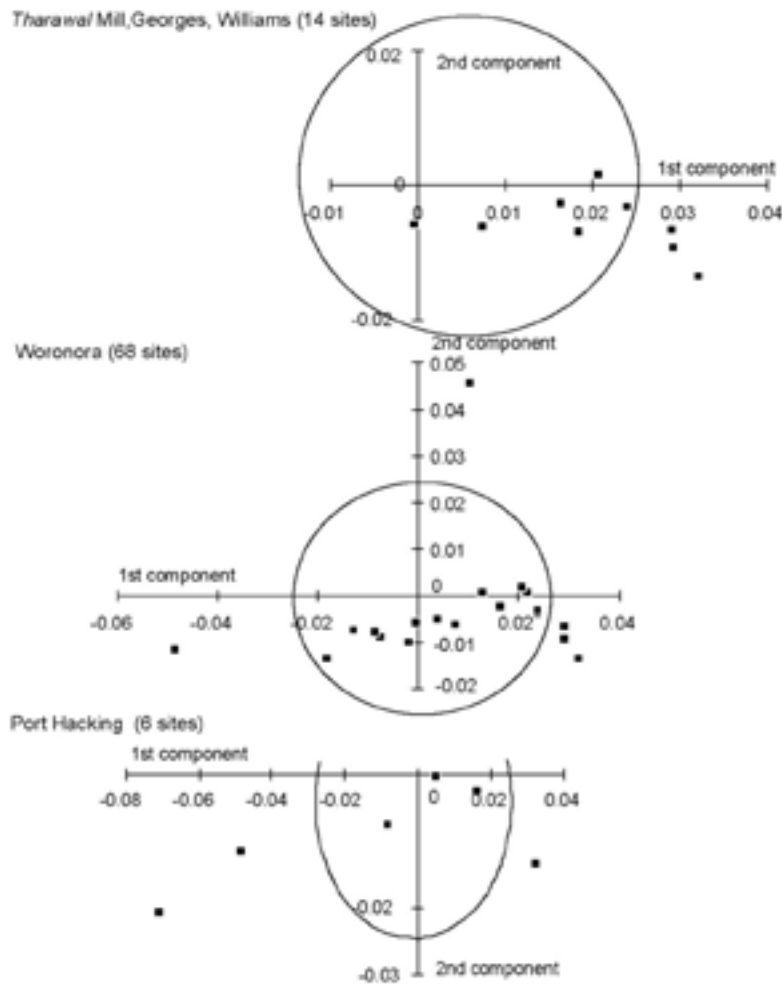 Tharawal Mill,Georges, Williams (14 sites)
0.02
2nd component
1st component
0
-0.01 0 0.01 0.02 0.03 0.04
-0.02
2nd component
Woronora (68 sites)
0.05
0.04
0.03
0.02
0.01
1st component
0
-0.06 -0.04 -0.02 0.02 0.04
-0.01
-0.02
Port Hacking (6 sites)
1st component
-0.08 -0.06 -0.04 -0.02 0 0.02 0.04
-0.02
2nd component
-0.03